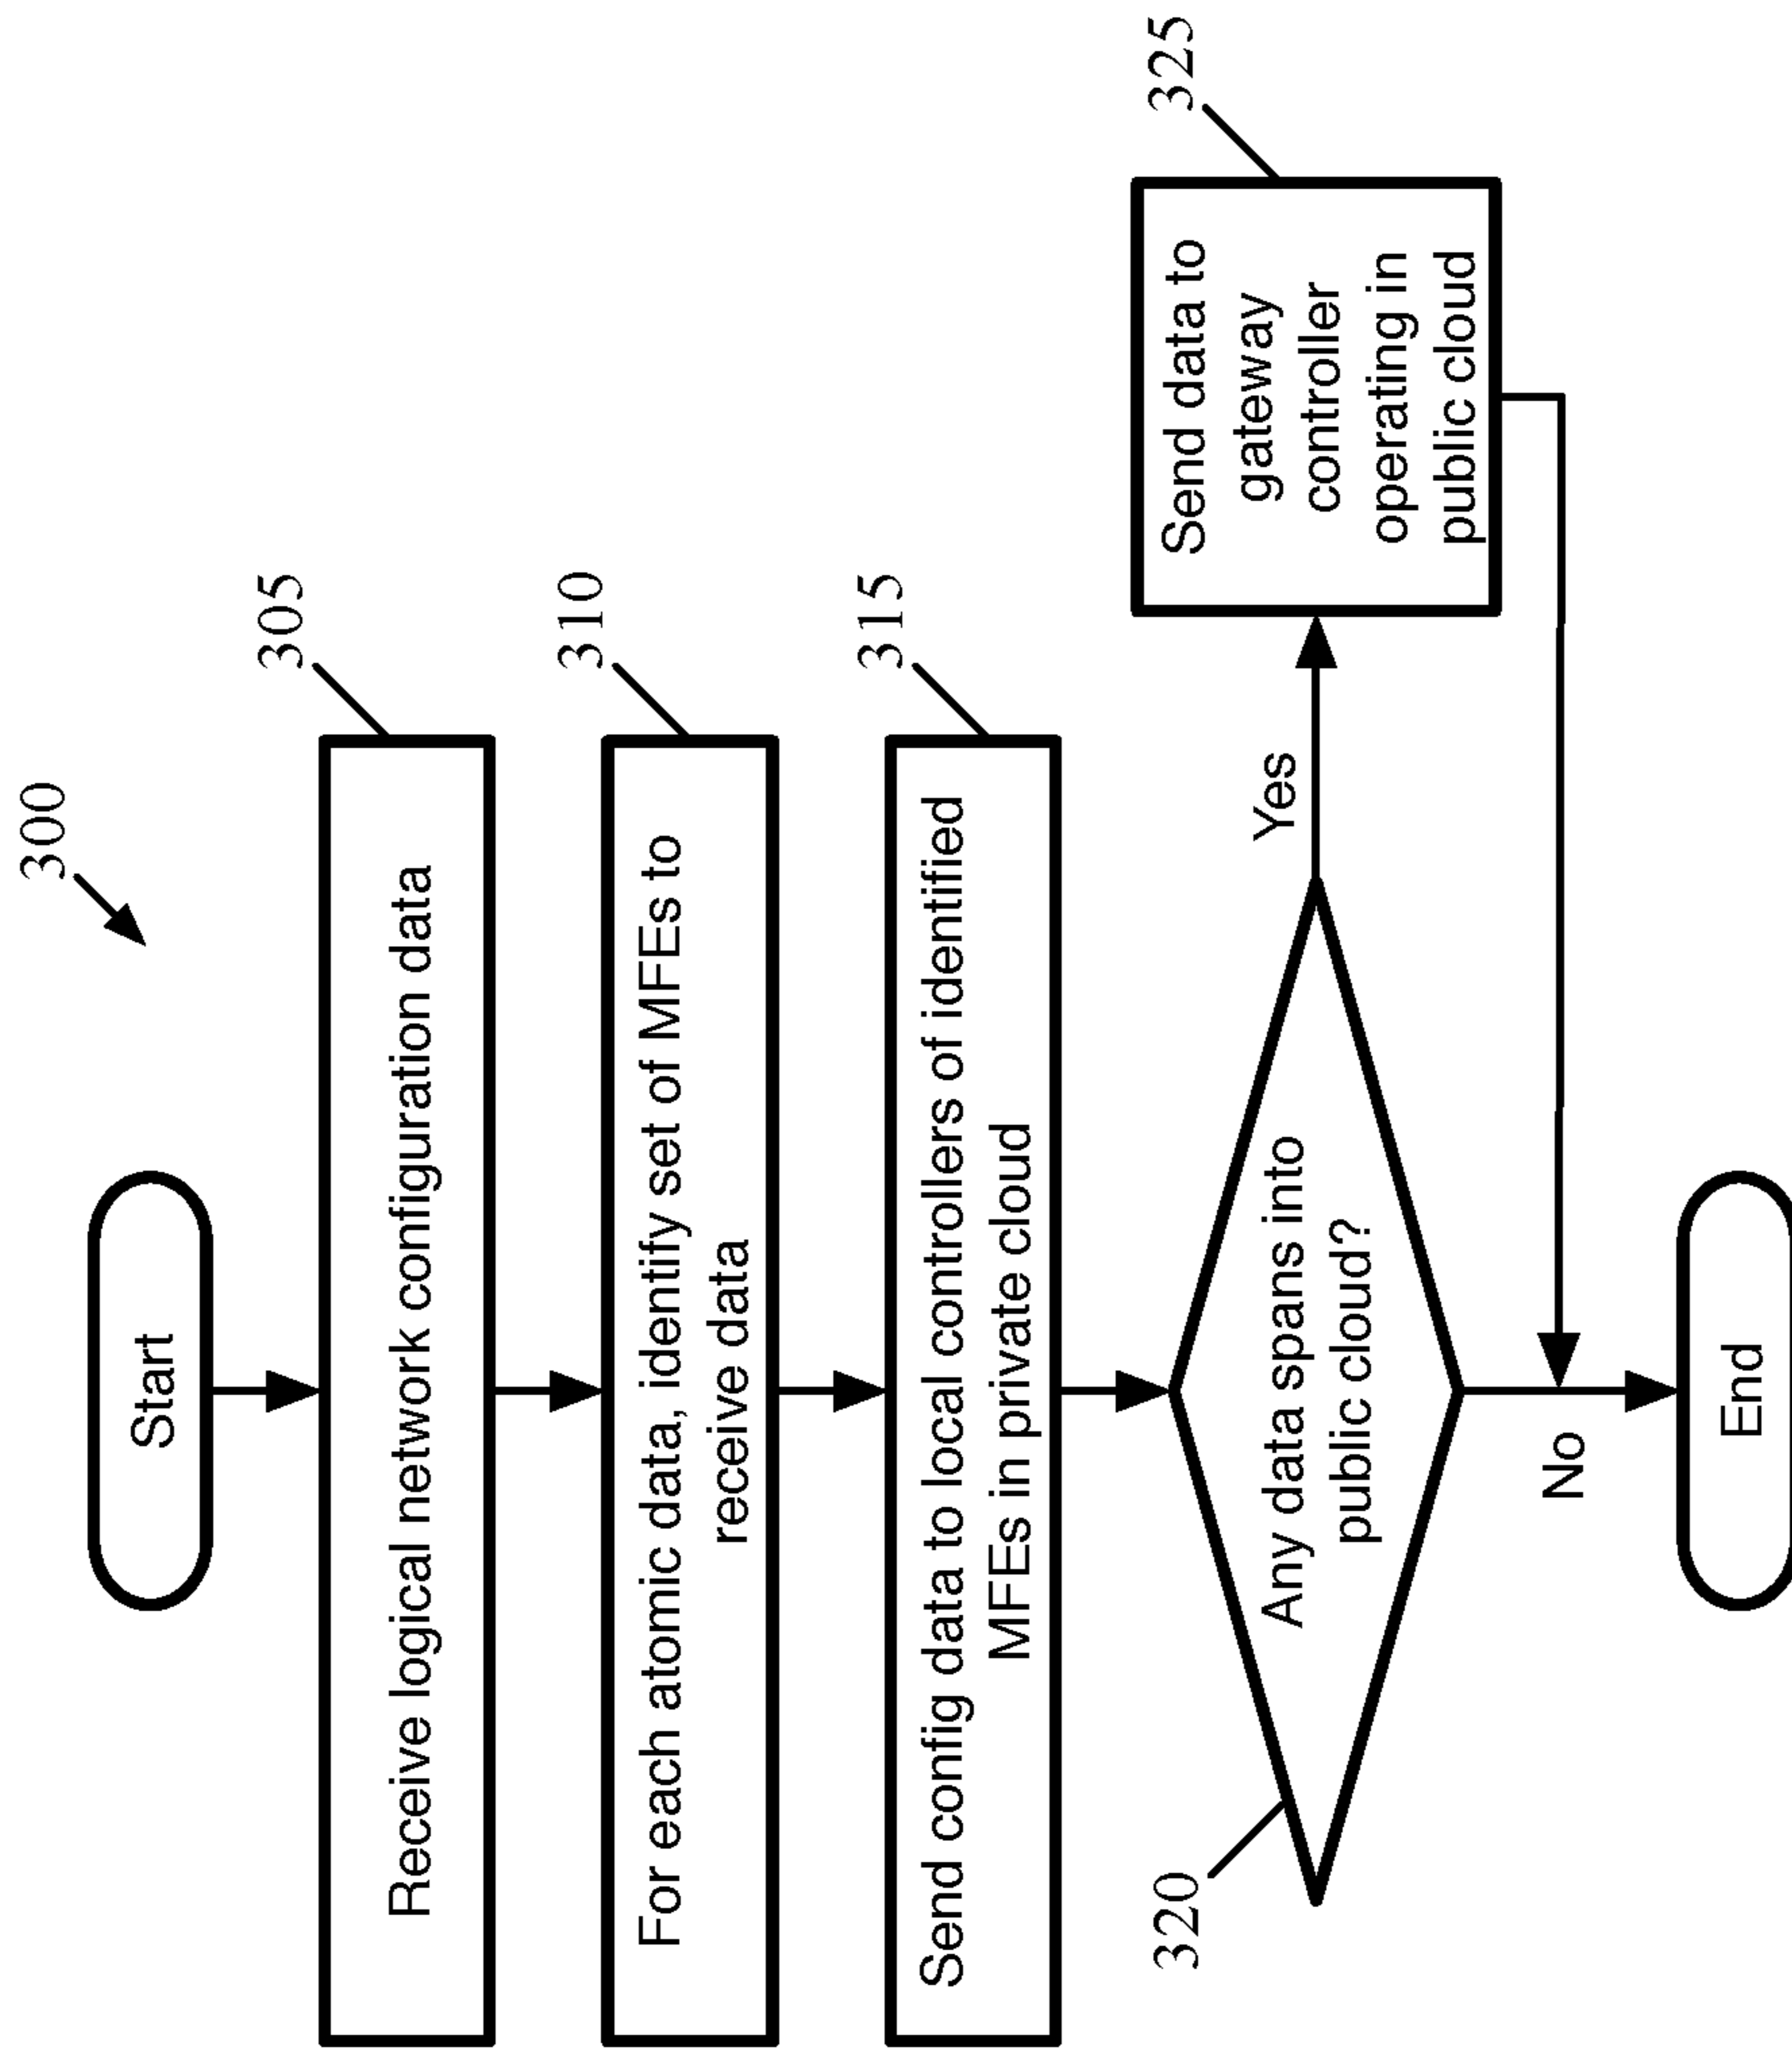 300
Start
305
Receive logical network configuration data
310
For each atomic data, identify set of MFEs to
receive data
315
Send config data to local controllers of identified
MFEs in private cloud
320
Any data spans into
public cloud?
Yes
325
Send data to
gateway
controller
operating in
public cloud
No
End